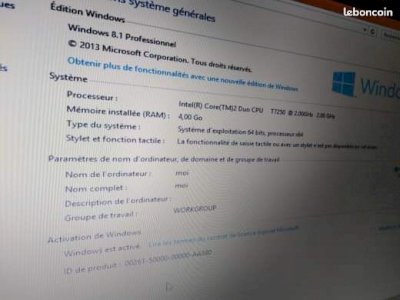 leboncoin
système générales
ues
Édition Windows
Windows 8.1 Professionnel
© 2013 Microsoft Corporation. Tous droits réservés.
Obtenir plus de fonctionnalités avec une nouvelle édition de Windows
Windo
Système
Processeur : Intel(R) Core(TM)2 Duo CPU T7250 @ 2.00GHz 2.00 GHz
Mémoire installée (RAM) : 4,00 Go
Type du système : Système d'exploitation 64 bits, processeur x64
Stylet et fonction tactile : La fonctionnalité de saisie tactile ou avec un stylet n'est pas disponible sur cet écran
Paramètres de nom d'ordinateur, de domaine et de groupe de travail
Nom de l'ordinateur : moi
Nom complet : moi
Description de l'ordinateur :
Groupe de travail : WORKGROUP
Activation de Windows
Windows est activé. Lire les termes du contrat de licence logiciel Microsoft
ID de produit : 00261-50000-00000-AA